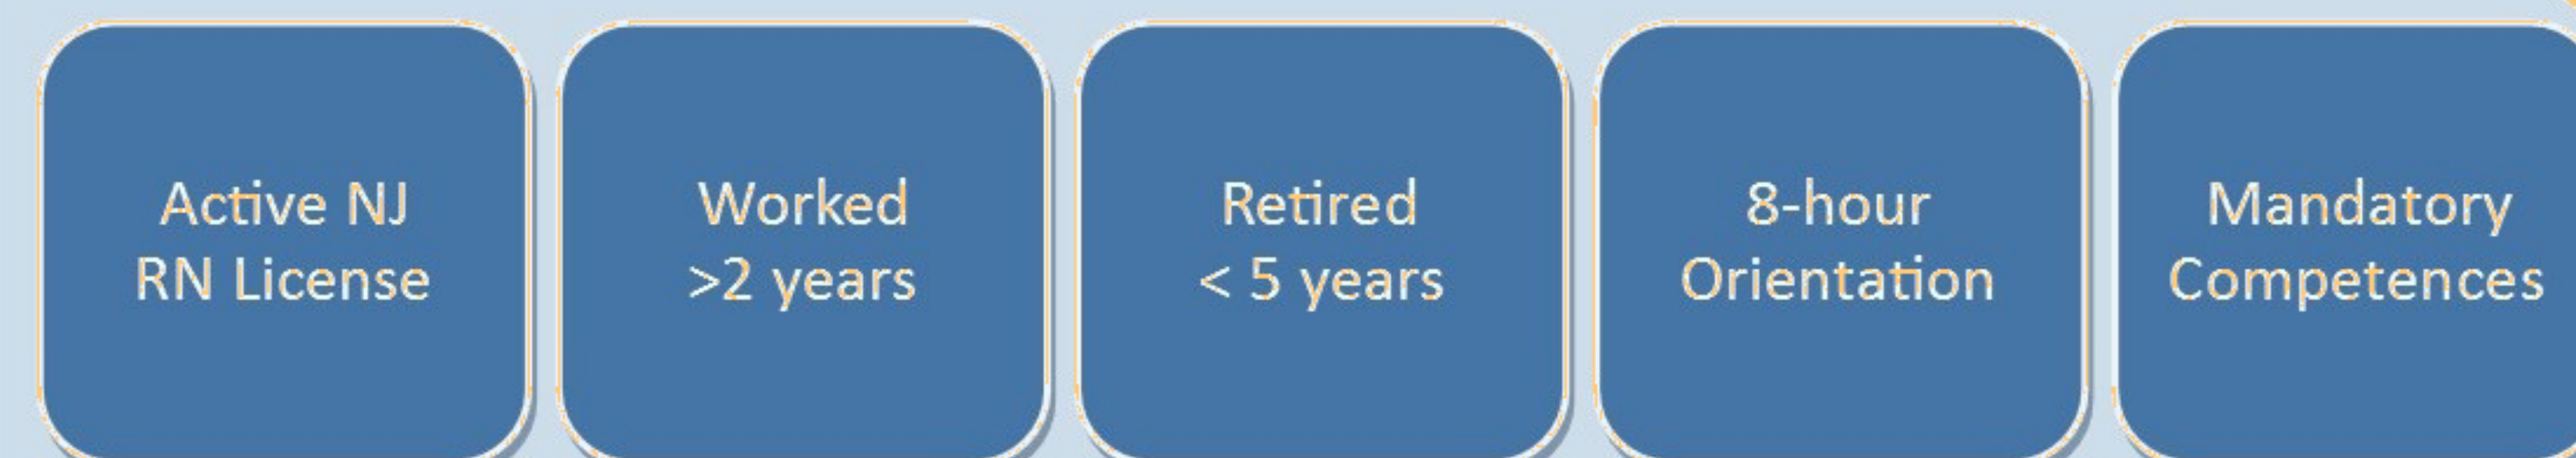 Active NJ
RN License
Worked
>2 years
Retired
< 5 years
8-hour
Orientation
Mandatory
Competences